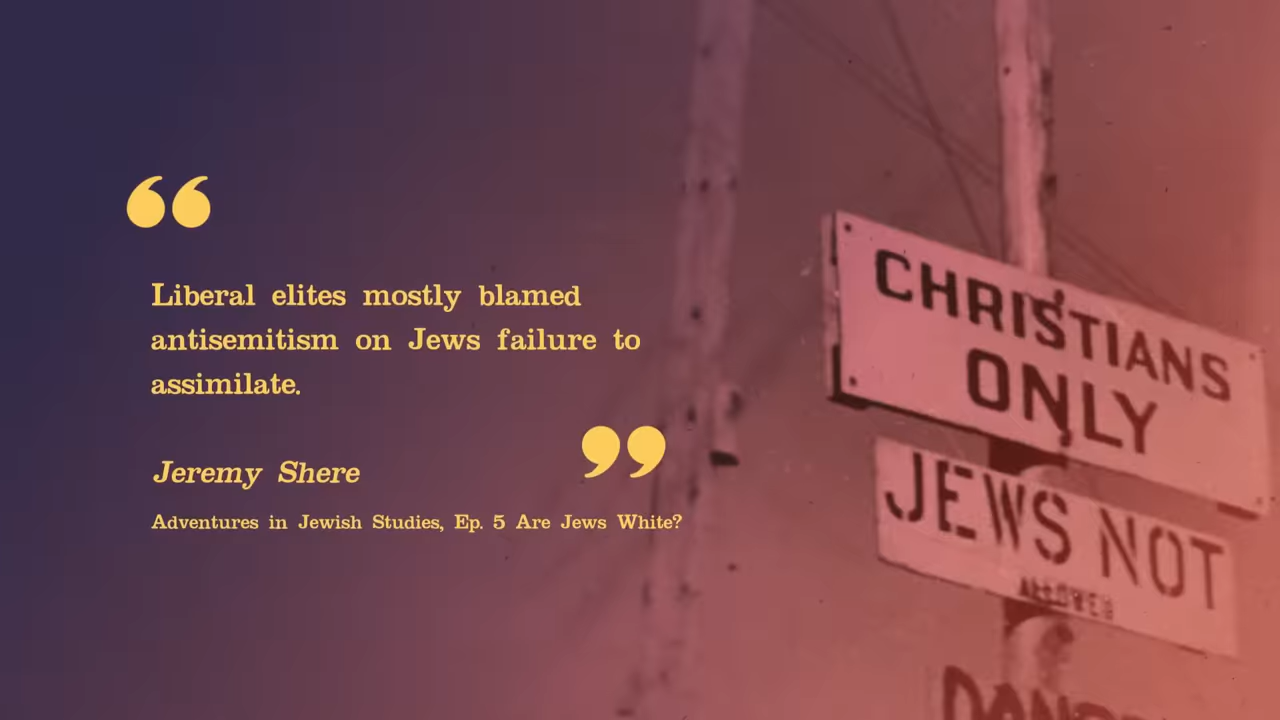 “
Liberal elites mostly blamed
antisemitism on Jews failure to
assimilate.
”
Jeremy Shere
Adventures in Jewish Studies, Ep. 5 Are Jews White?
CHRISTIANS
ONLY
JEWS NOT
ALLOWED